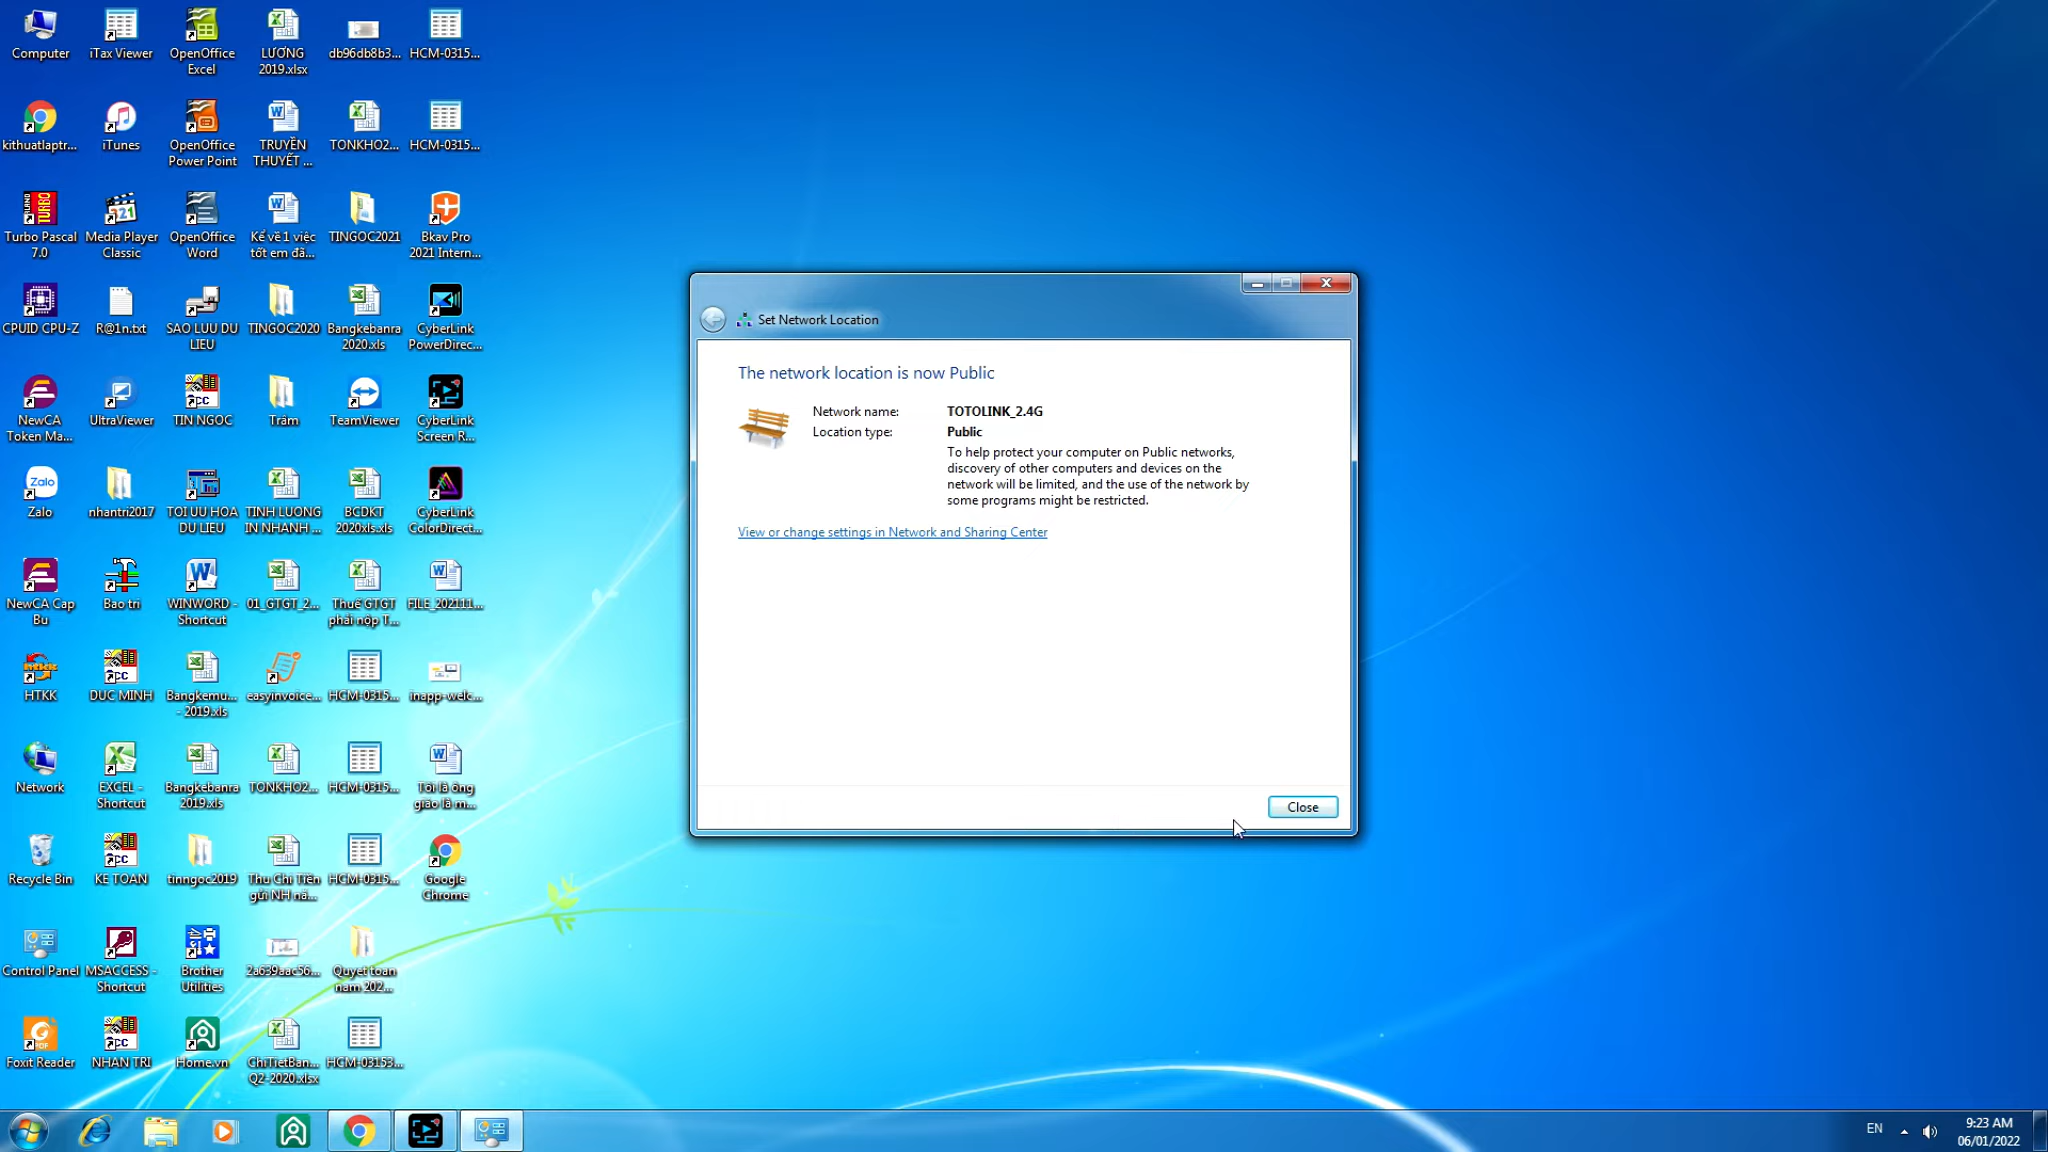 Computer
iTax Viewer
OpenOffice
Excel
LƯƠNG
2019.xlsx
db96db8b3...
HCM-0315...
kithuatlaptr...
iTunes
OpenOffice
Power Point
TRUYỀN
THUYẾT ...
TONKHO2...
HCM-0315...
Turbo Pascal
7.0
Media Player
Classic
OpenOffice
Word
Kể về 1 việc
tốt em đã...
TINGOC2021
Bkav Pro
2021 Intern...
CPUID CPU-Z
R@1n.txt
SAO LUU DU
LIEU
TINGOC2020
Bangkebanra
2020.xls
CyberLink
PowerDirec...
NewCA
Token Ma...
UltraViewer
TIN NGOC
Trâm
TeamViewer
CyberLink
Screen R...
Zalo
nhantri2017
TOI UU HOA
DU LIEU
TINH LUONG
IN NHANH ...
BCDKT
2020xls.xls
CyberLink
ColorDirect...
NewCA Cap
Bu
Bao tri
WINWORD -
Shortcut
01_GTGT_2...
Thuế GTGT
phải nộp T...
FILE_202111...
HTKK
DUC MINH
Bangkemu...
- 2019.xls
easyinvoice...
HCM-0315...
inapp-welc...
Network
EXCEL -
Shortcut
Bangkebanra
2019.xls
TONKHO2...
HCM-0315...
Tôi là ông
giáo là m...
Recycle Bin
KE TOAN
tinngoc2019
Thu Chi Tiền
gửi NH nă...
HCM-0315...
Google
Chrome
Control Panel
MSACCESS -
Shortcut
Brother
Utilities
2a639aac56...
Quyet toan
nam 202...
Foxit Reader
NHAN TRI
Home.vn
ChiTietBan...
Q2-2020.xlsx
HCM-03153...
Set Network Location
The network location is now Public
Network name: TOTOLINK_2.4G
Location type: Public
To help protect your computer on Public networks,
discovery of other computers and devices on the
network will be limited, and the use of the network by
some programs might be restricted.
View or change settings in Network and Sharing Center
Close
EN
9:23 AM
06/01/2022